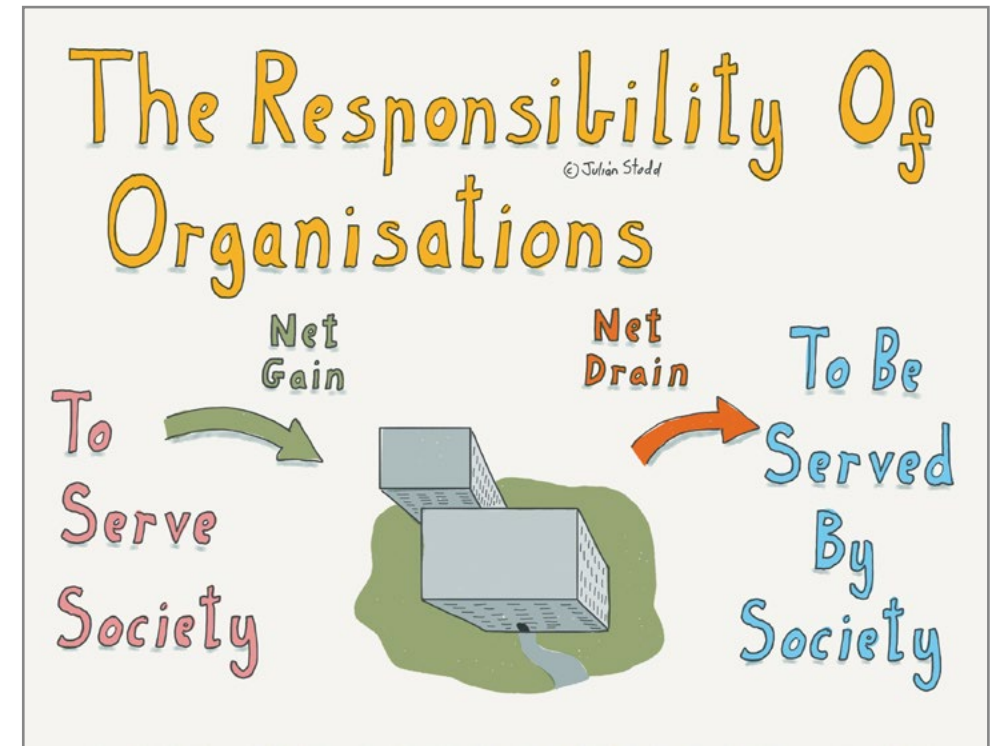 The Responsibility Of
© Julian Stodd
Organisations
Net
Gain
Net
Drain
To
Serve
Society
To Be
Served
By
Society